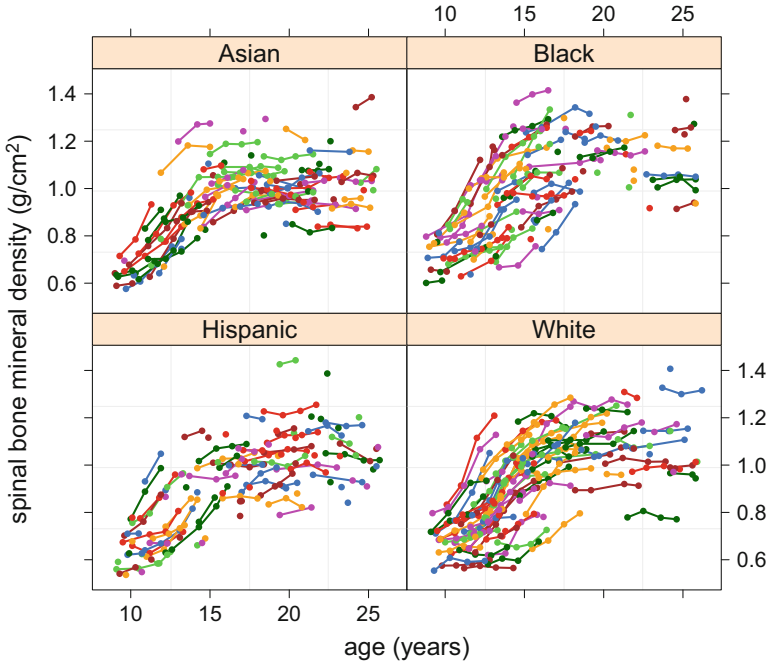 10 15 20 25
Asian Black
1.4
1.2
1.0
0.8
0.6
spinal bone mineral density (g/cm²)
Hispanic White
1.4
1.2
1.0
0.8
0.6
10 15 20 25
age (years)